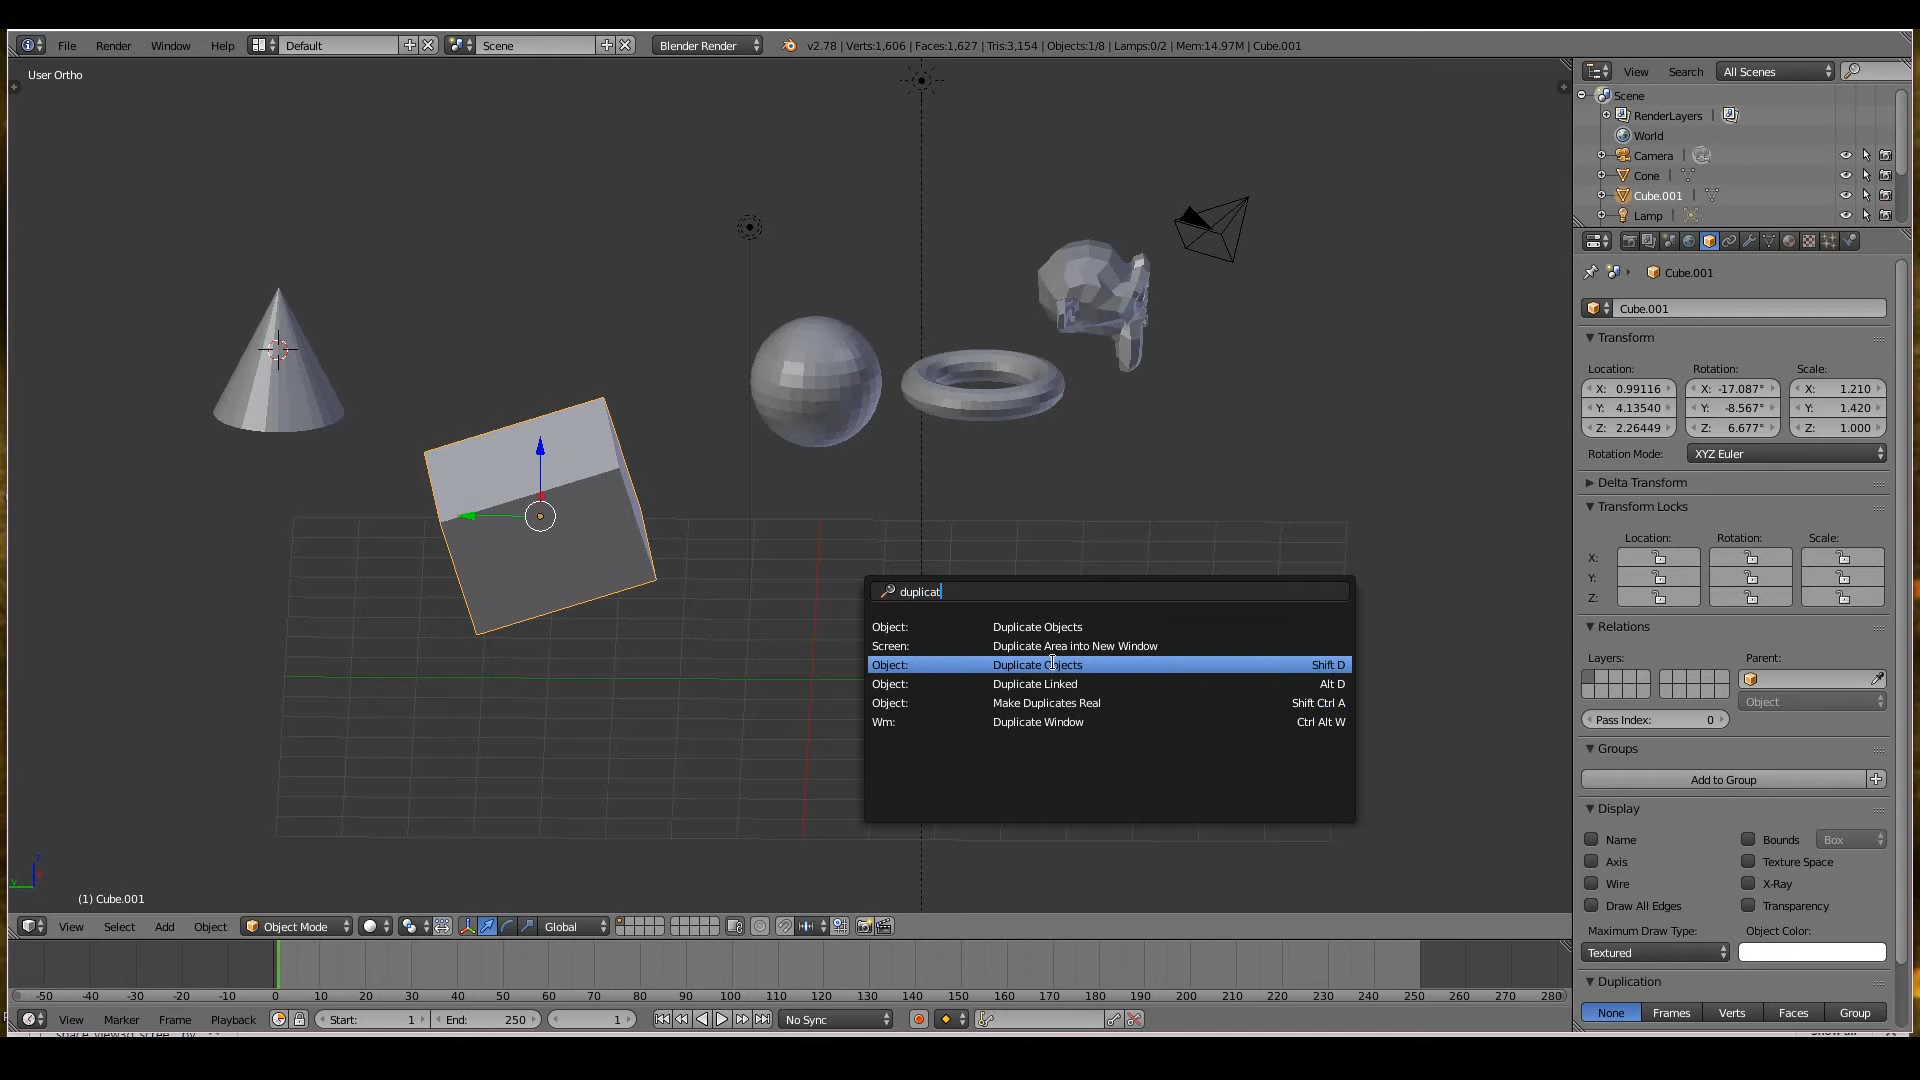 File Render Window Help Default Scene Blender Render v2.78 | Verts:1,606 | Faces:1,627 | Tris:3,154 | Objects:1/8 | Lamps:0/2 | Mem:14.97M | Cube.001
User Ortho
View Search All Scenes
Scene
RenderLayers
World
Camera
Cone
Cube.001
Lamp
Cube.001
Cube.001
Transform
Location: Rotation: Scale:
X: 0.99116 X: -17.087° X: 1.210
Y: 4.13540 Y: -8.567° Y: 1.420
Z: 2.26449 Z: 6.677° Z: 1.000
Rotation Mode: XYZ Euler
Delta Transform
Transform Locks
Location: Rotation: Scale:
X:
Y:
Z:
Relations
Layers: Parent:
Object
Pass Index: 0
Groups
Add to Group
Display
Name Bounds Box
Axis Texture Space
Wire X-Ray
Draw All Edges Transparency
Maximum Draw Type: Object Color:
Textured
Duplication
None Frames Verts Faces Group
duplicat
Object: Duplicate Objects
Screen: Duplicate Area into New Window
Object: Duplicate Objects Shift D
Object: Duplicate Linked Alt D
Object: Make Duplicates Real Shift Ctrl A
Wm: Duplicate Window Ctrl Alt W
z
y
(1) Cube.001
View Select Add Object Object Mode Global
-50 -40 -30 -20 -10 0 10 20 30 40 50 60 70 80 90 100 110 120 130 140 150 160 170 180 190 200 210 220 230 240 250 260 270 280
View Marker Frame Playback Start: 1 End: 250 1 No Sync